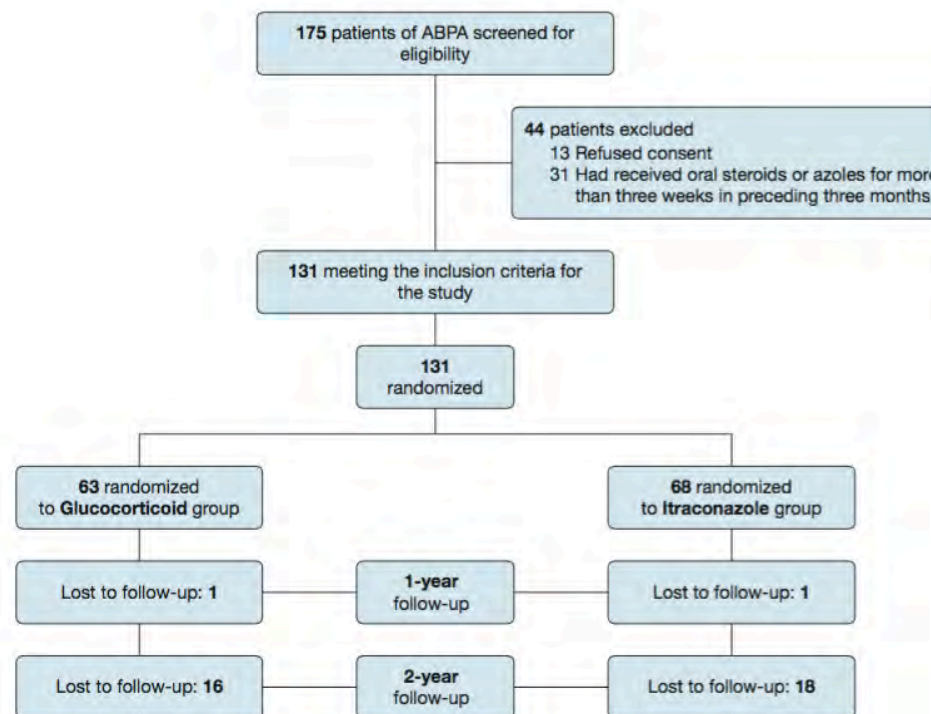 175 patients of ABPA screened for
eligibility
44 patients excluded
13 Refused consent
31 Had received oral steroids or azoles for more
than three weeks in preceding three months
131 meeting the inclusion criteria for
the study
131
randomized
63 randomized
to Glucocorticoid group
68 randomized
to Itraconazole group
Lost to follow-up: 1
1-year
follow-up
Lost to follow-up: 1
Lost to follow-up: 16
2-year
follow-up
Lost to follow-up: 18